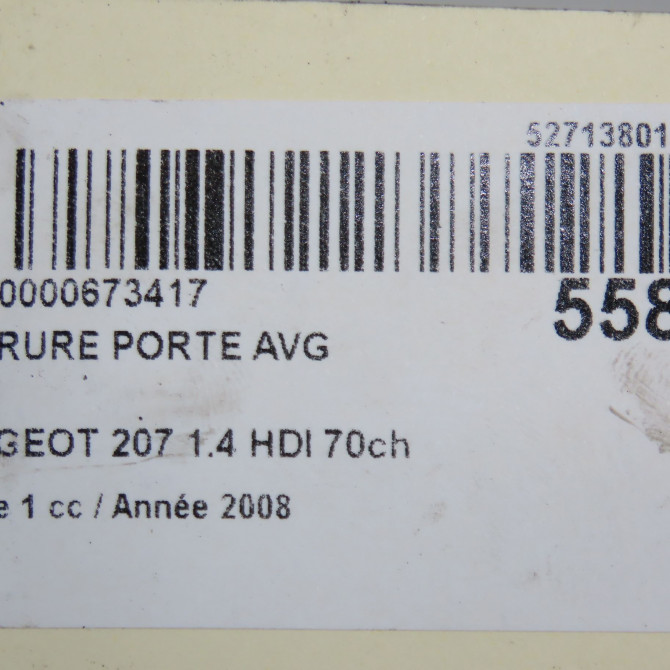 52713801
0000673417
558
RURE PORTE AVG
GEOT 207 1.4 HDI 70ch
e 1 cc / Année 2008